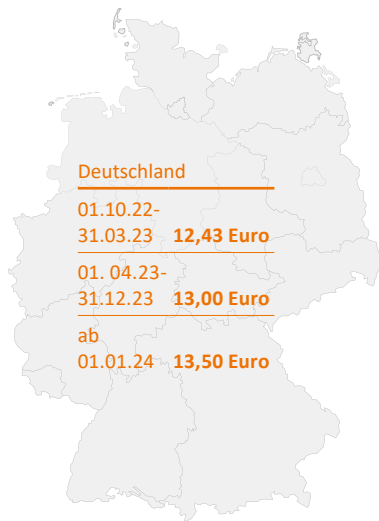 Deutschland
01.10.22-
31.03.23 12,43 Euro
01. 04.23-
31.12.23 13,00 Euro
ab
01.01.24 13,50 Euro